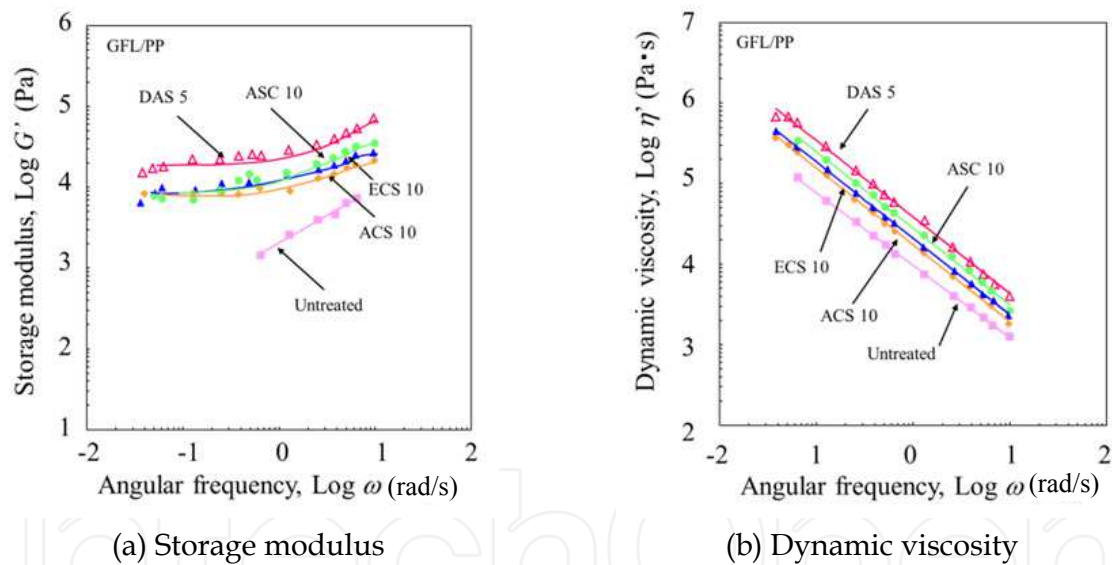 6
5
4
3
2
1
-2
-1
0
1
2
Storage modulus, Log G' (Pa)
GFL/PP
DAS 5
ASC 10
ECS 10
ACS 10
Untreated
Angular frequency, Log ω (rad/s)
(a) Storage modulus
7
6
5
4
3
2
-2
1
0
1
2
Dynamic viscosity, Log η' (Pa•s)
GFL/PP
DAS 5
ASC 10
ECS 10
ACS 10
Untreated
Angular frequency, Log ω (rad/s)
(b) Dynamic viscosity